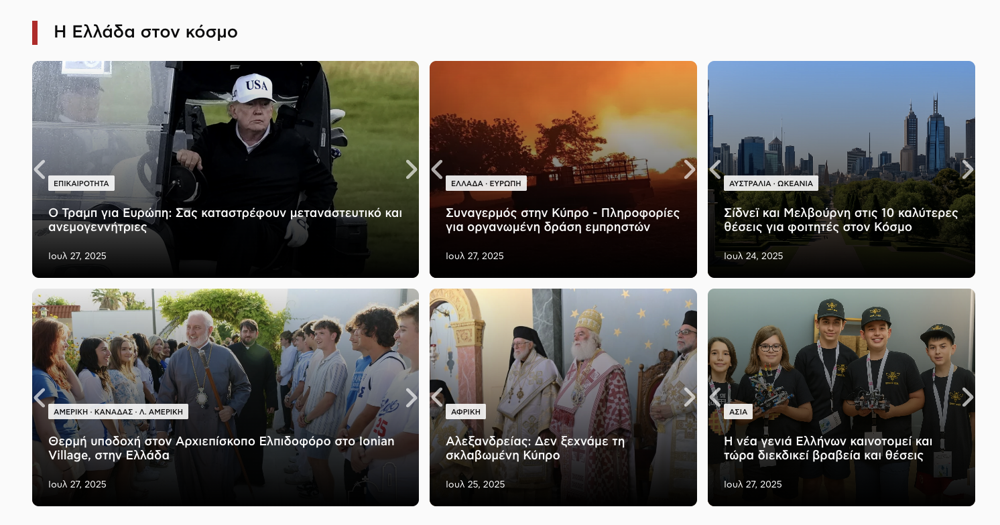 Η Ελλάδα στον κόσμο
USA
ΕΠΙΚΑΙΡΟΤΗΤΑ
Ο Τραμπ για Ευρώπη: Σας καταστρέφουν μεταναστευτικό και
ανεμογεννήτριες
Ιουλ 27, 2025
ΕΛΛΑΔΑ · ΕΥΡΩΠΗ
Συναγερμός στην Κύπρο - Πληροφορίες
για οργανωμένη δράση εμπρηστών
Ιουλ 27, 2025
ΑΥΣΤΡΑΛΙΑ · ΩΚΕΑΝΙΑ
Σίδνεϊ και Μελβούρνη στις 10 καλύτερες
θέσεις για φοιτητές στον Κόσμο
Ιουλ 24, 2025
ΑΜΕΡΙΚΗ · ΚΑΝΑΔΑΣ · Λ. ΑΜΕΡΙΚΗ
Θερμή υποδοχή στον Αρχιεπίσκοπο Ελπιδοφόρο στο Ionian
Village, στην Ελλάδα
Ιουλ 27, 2025
ΑΦΡΙΚΗ
Αλεξανδρείας: Δεν ξεχνάμε τη
σκλαβωμένη Κύπρο
Ιουλ 25, 2025
ΑΣΙΑ
Η νέα γενιά Ελλήνων καινοτομεί και
τώρα διεκδικεί βραβεία και θέσεις
Ιουλ 27, 2025